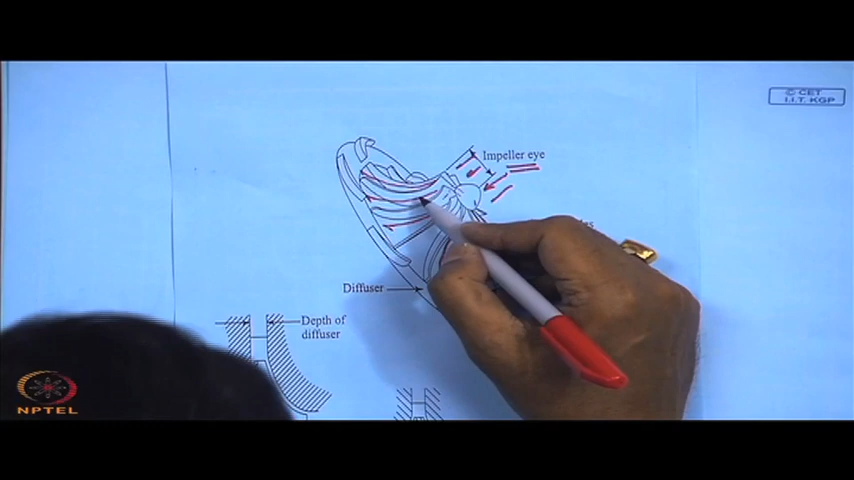 © CET
I.I.T. KGP
Impeller eye
Diffuser
Depth of
diffuser
NPTEL